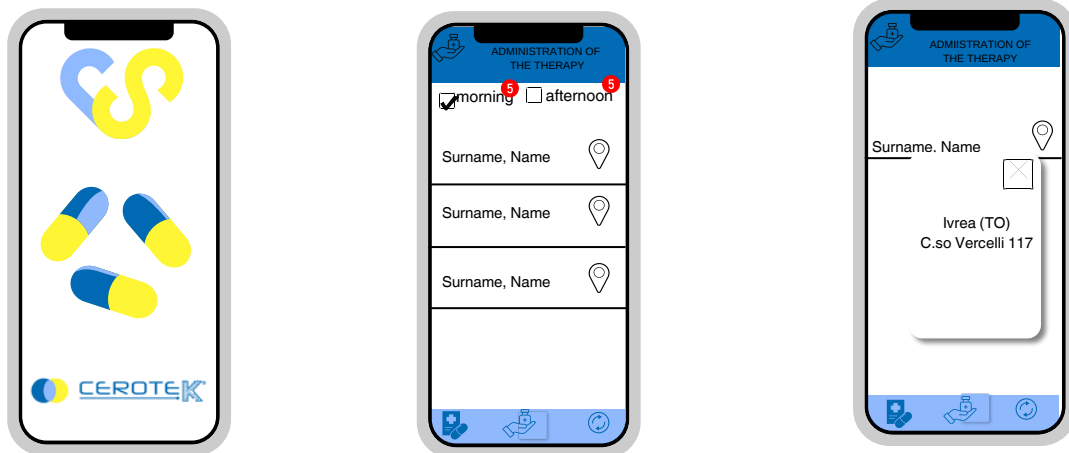 CEROTEK
ADMINISTRATION OF
THE THERAPY
morning 5 afternoon 5
Surname, Name
Surname, Name
Surname, Name
ADMIISTRATION OF
THE THERAPY
Surname. Name
Ivrea (TO)
C.so Vercelli 117